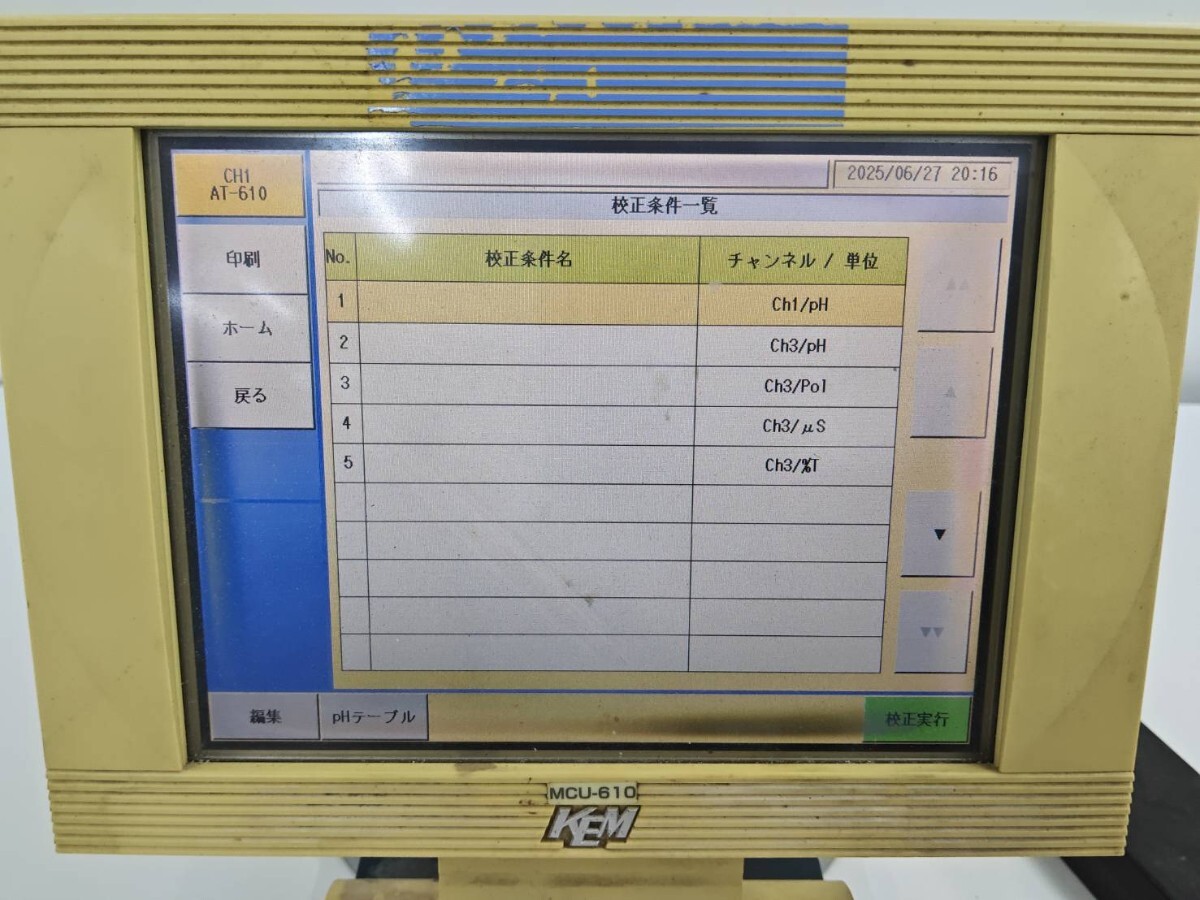 CH1
AT-610
2025/06/27 20:16
校正条件一覧
印刷
ホーム
戻る
No. 校正条件名 チャンネル / 単位
1 Ch1/pH
2 Ch3/pH
3 Ch3/Pol
4 Ch3/μS
5 Ch3/%T
編集 pHテーブル 校正実行
MCU-610
KEM